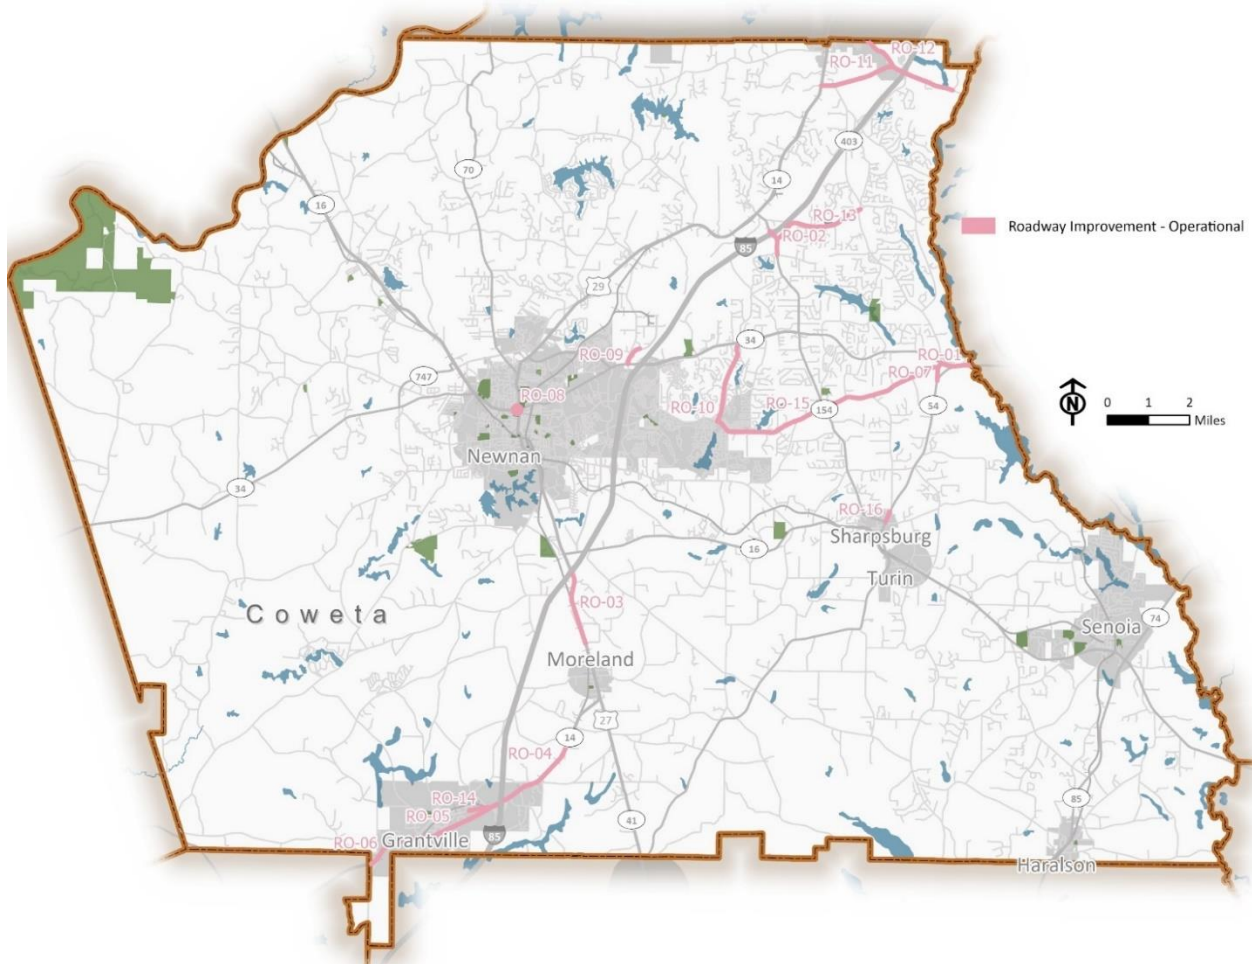 RO-12
RO-11
403
70
14
16
RO-13
Roadway Improvement - Operational
RO-02
85
29
34
RO-09
RO-01
747
RO-07
RO-08
RO-10
RO-15
154
54
N
0 1 2
Miles
Newnan
34
RO-16
Sharpsburg
16
Turin
RO-03
Coweta
74
Senoia
Moreland
27
14
RO-04
RO-14
85
RO-05
41
85
RO-06
Grantville
Haralson